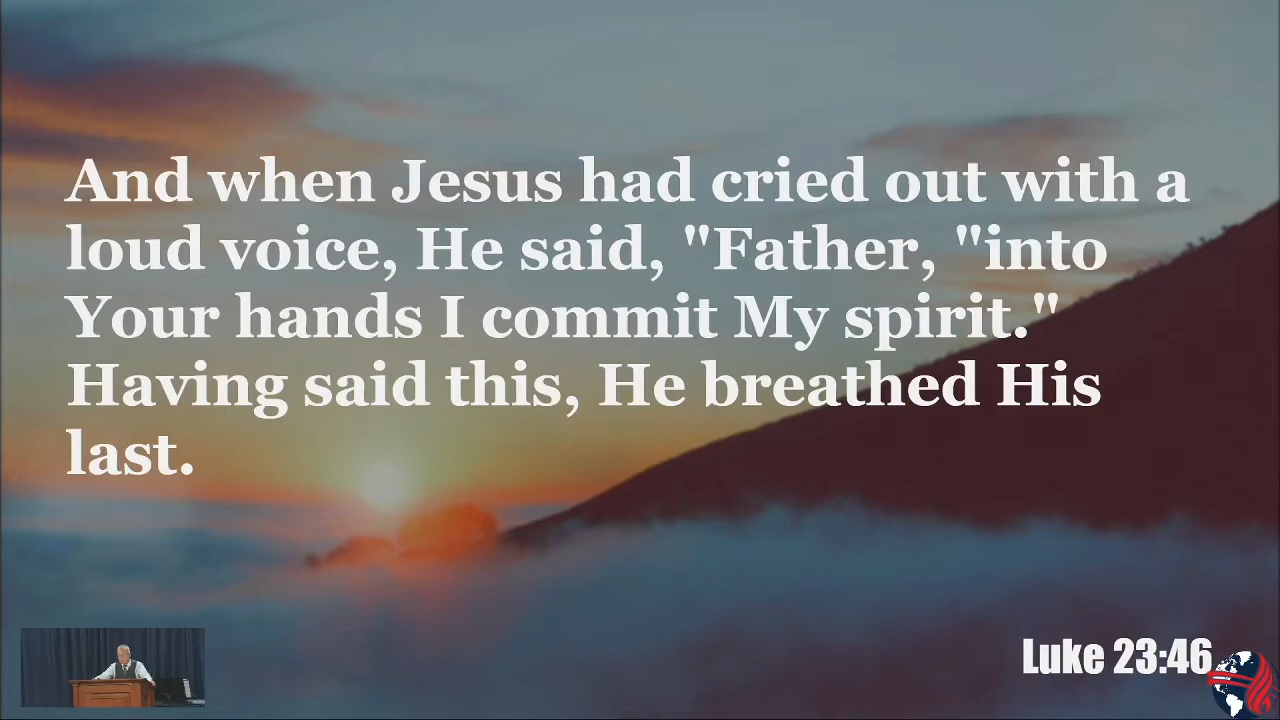 And when Jesus had cried out with a
loud voice, He said, "Father, "into
Your hands I commit My spirit."
Having said this, He breathed His
last.
Luke 23:46